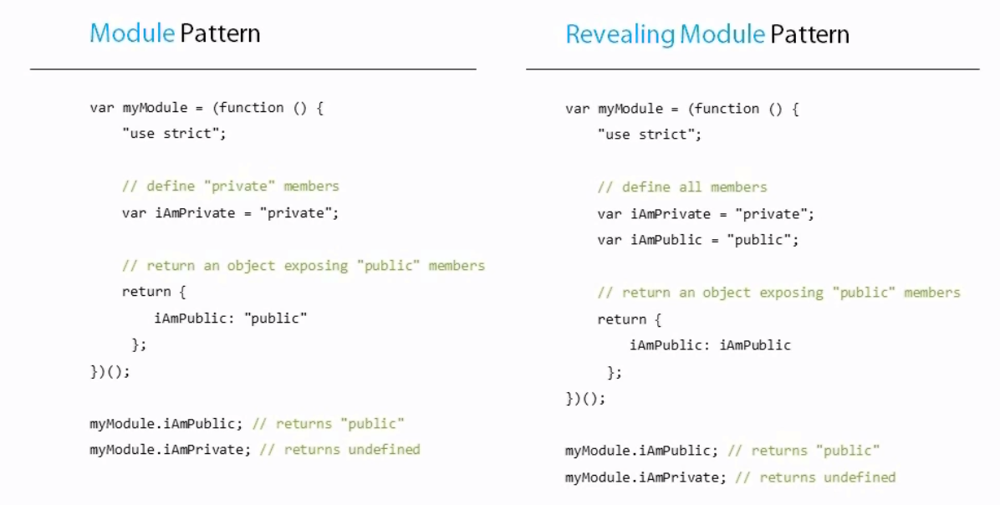 Module Pattern
var myModule = (function () {
"use strict";
// define "private" members
var iAmPrivate = "private";
// return an object exposing "public" members
return {
iAmPublic: "public"
};
})();
myModule.iAmPublic; // returns "public"
myModule.iAmPrivate; // returns undefined
Revealing Module Pattern
var myModule = (function () {
"use strict";
// define all members
var iAmPrivate = "private";
var iAmPublic = "public";
// return an object exposing "public" members
return {
iAmPublic: iAmPublic
};
})();
myModule.iAmPublic; // returns "public"
myModule.iAmPrivate; // returns undefined